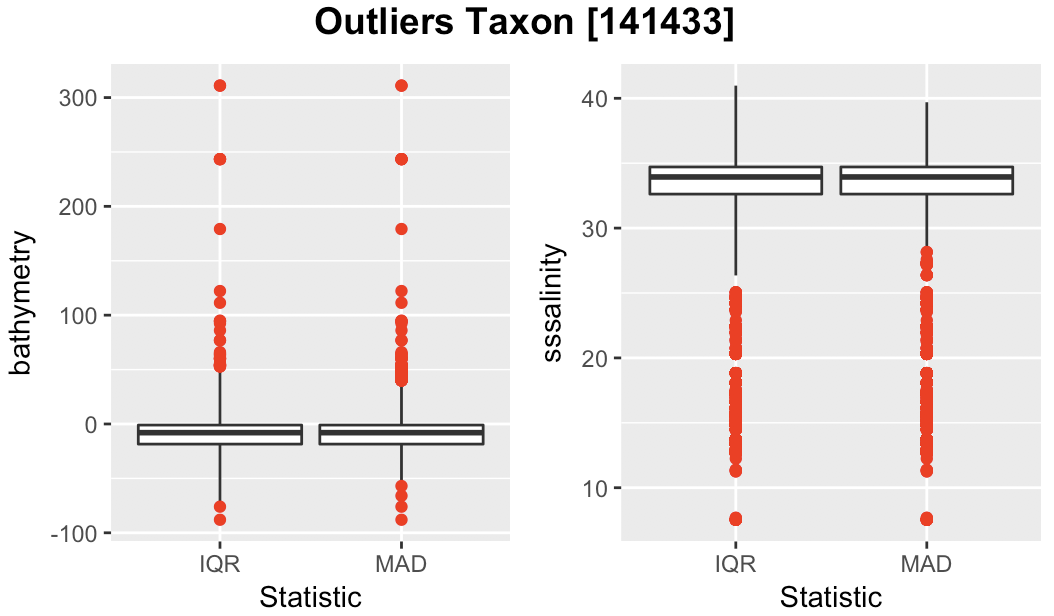 Outliers Taxon [141433]
bathymetry
300
200
100
0
-100
IQR
MAD
Statistic
sssalinity
40
30
20
10
IQR
MAD
Statistic